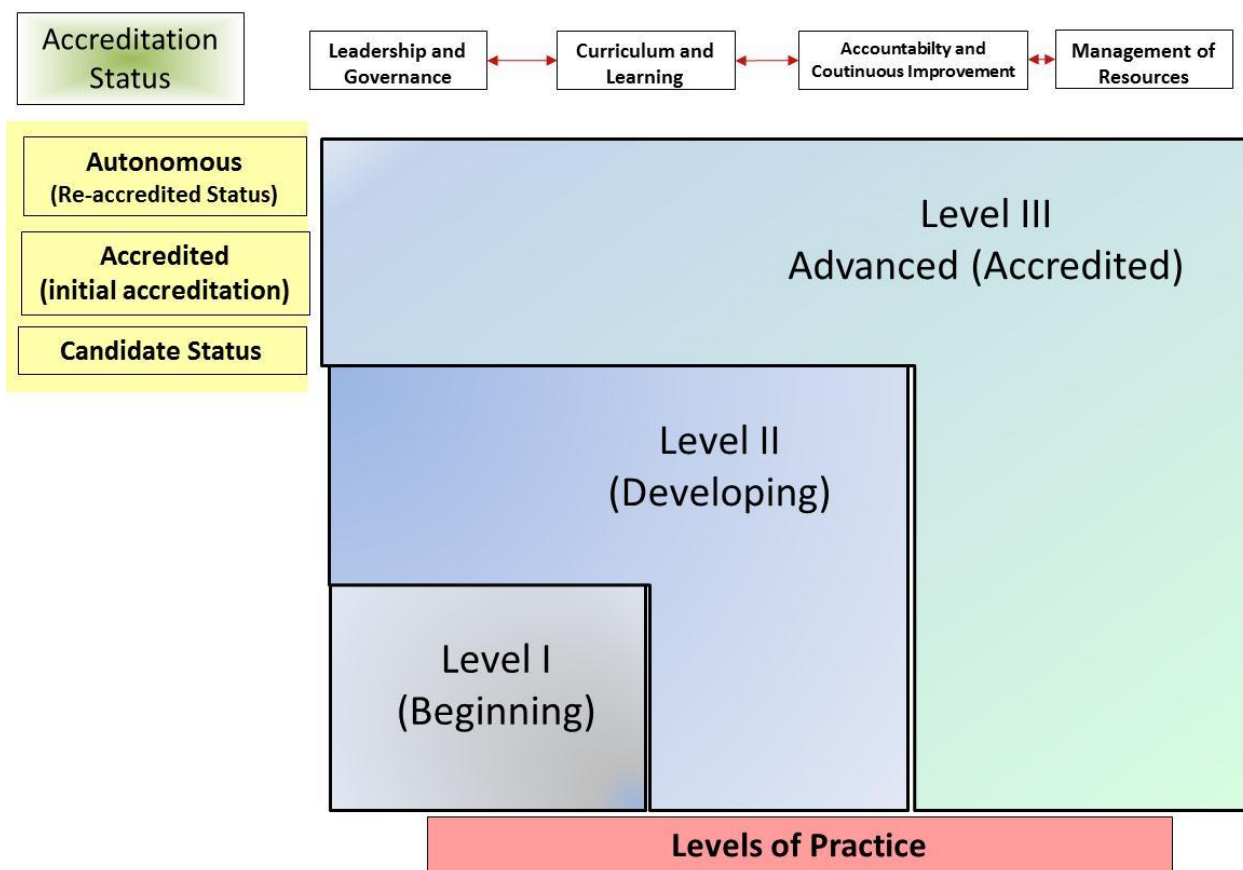 Accreditation
Status
Leadership and
Governance
Curriculum and
Learning
Accountabilty and
Coutinuous Improvement
Management of
Resources
Autonomous
(Re-accredited Status)
Accredited
(initial accreditation)
Candidate Status
Level III
Advanced (Accredited)
Level II
(Developing)
Level I
(Beginning)
Levels of Practice